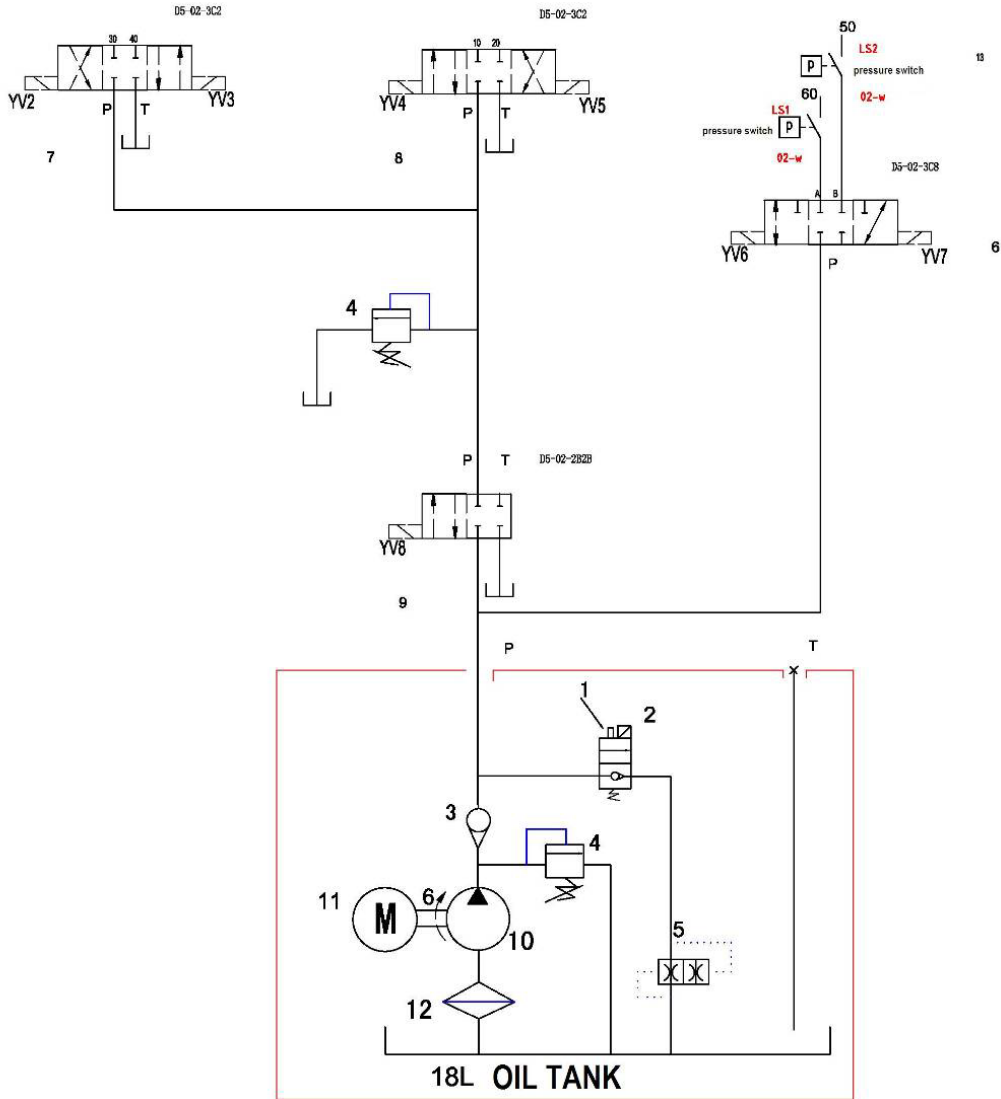 D5-02-3C2
D5-02-3C2
30 40
10 20
50
LS2
13
P
pressure switch
YV2
YV3
YV4
YV5
60
02-w
P T
P T
LS1
pressure switch
P
7
8
02-w
D5-02-3C8
A B
6
YV6
YV7
P
4
P T
D5-02-2B2B
YV8
9
P
T
1
2
3
4
11
M
6
10
5
12
18L OIL TANK